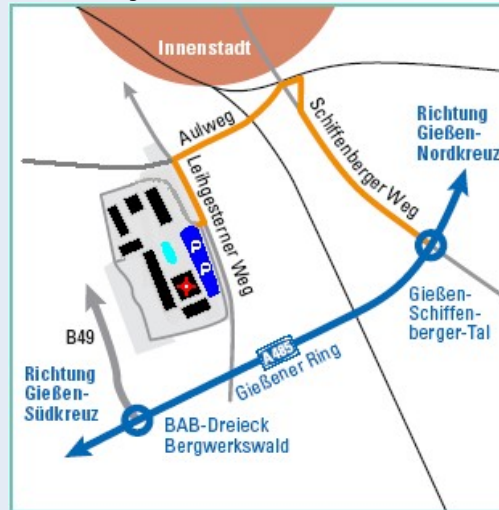 Innenstadt
Aulweg
Schiffenberger Weg
Richtung
Gießen-
Nordkreuz
Leihgesterner Weg
P
P
Gießen-
Schiffen-
berger-Tal
B49
A485
Gießener Ring
Richtung
Gießen-
Südkreuz
BAB-Dreieck
Bergwerkswald